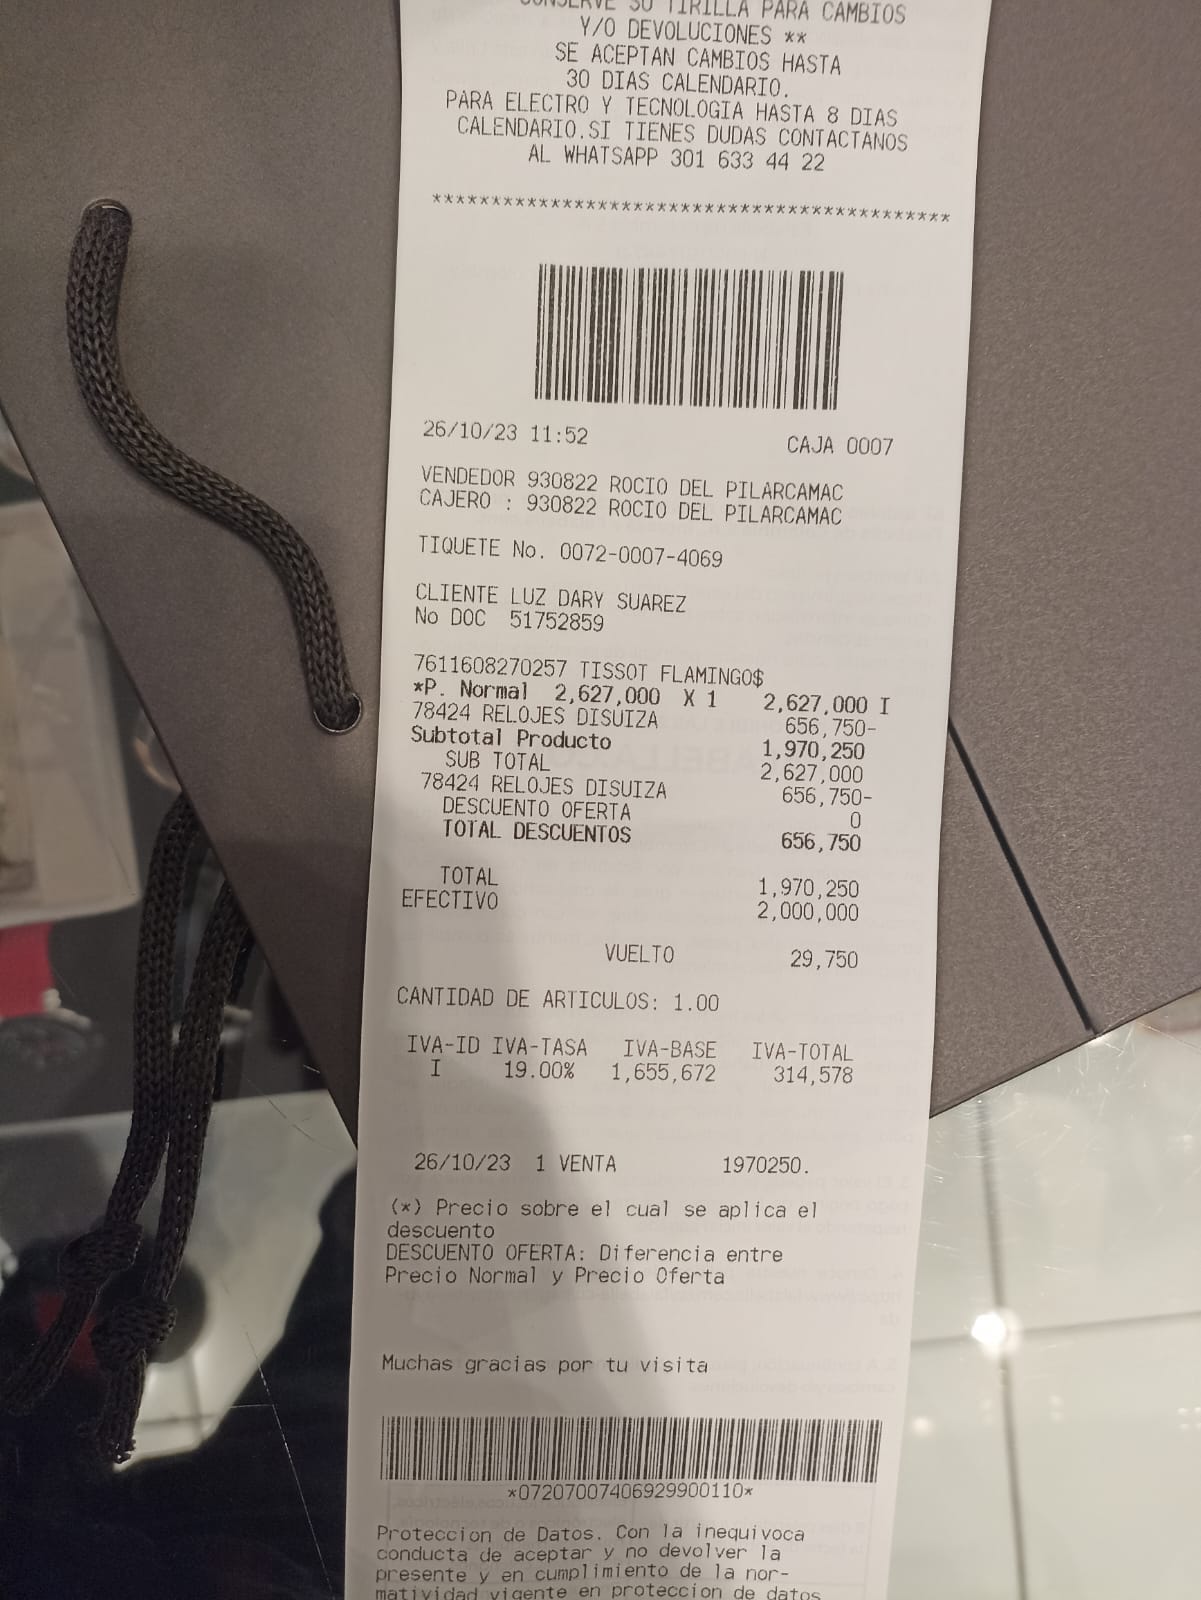 CONSERVE SU TIRILLA PARA CAMBIOS
Y/O DEVOLUCIONES **
SE ACEPTAN CAMBIOS HASTA
30 DIAS CALENDARIO.
PARA ELECTRO Y TECNOLOGIA HASTA 8 DIAS
CALENDARIO.SI TIENES DUDAS CONTACTANOS
AL WHATSAPP 301 633 44 22
********************************************
26/10/23 11:52 CAJA 0007
VENDEDOR 930822 ROCIO DEL PILARCAMAC
CAJERO : 930822 ROCIO DEL PILARCAMAC
TIQUETE No. 0072-0007-4069
CLIENTE LUZ DARY SUAREZ
No DOC 51752859
7611608270257 TISSOT FLAMINGO$
*P. Normal 2,627,000 X 1 2,627,000 I
78424 RELOJES DISUIZA 656,750-
Subtotal Producto 1,970,250
SUB TOTAL 2,627,000
78424 RELOJES DISUIZA 656,750-
DESCUENTO OFERTA 0
TOTAL DESCUENTOS 656,750
TOTAL 1,970,250
EFECTIVO 2,000,000
VUELTO 29,750
CANTIDAD DE ARTICULOS: 1.00
IVA-ID IVA-TASA IVA-BASE IVA-TOTAL
I 19.00% 1,655,672 314,578
26/10/23 1 VENTA 1970250.
(*) Precio sobre el cual se aplica el
descuento
DESCUENTO OFERTA: Diferencia entre
Precio Normal y Precio Oferta
Muchas gracias por tu visita
*07207007406929900110*
Proteccion de Datos. Con la inequivoca
conducta de aceptar y no devolver la
presente y en cumplimiento de la nor-
matividad vigente en proteccion de datos